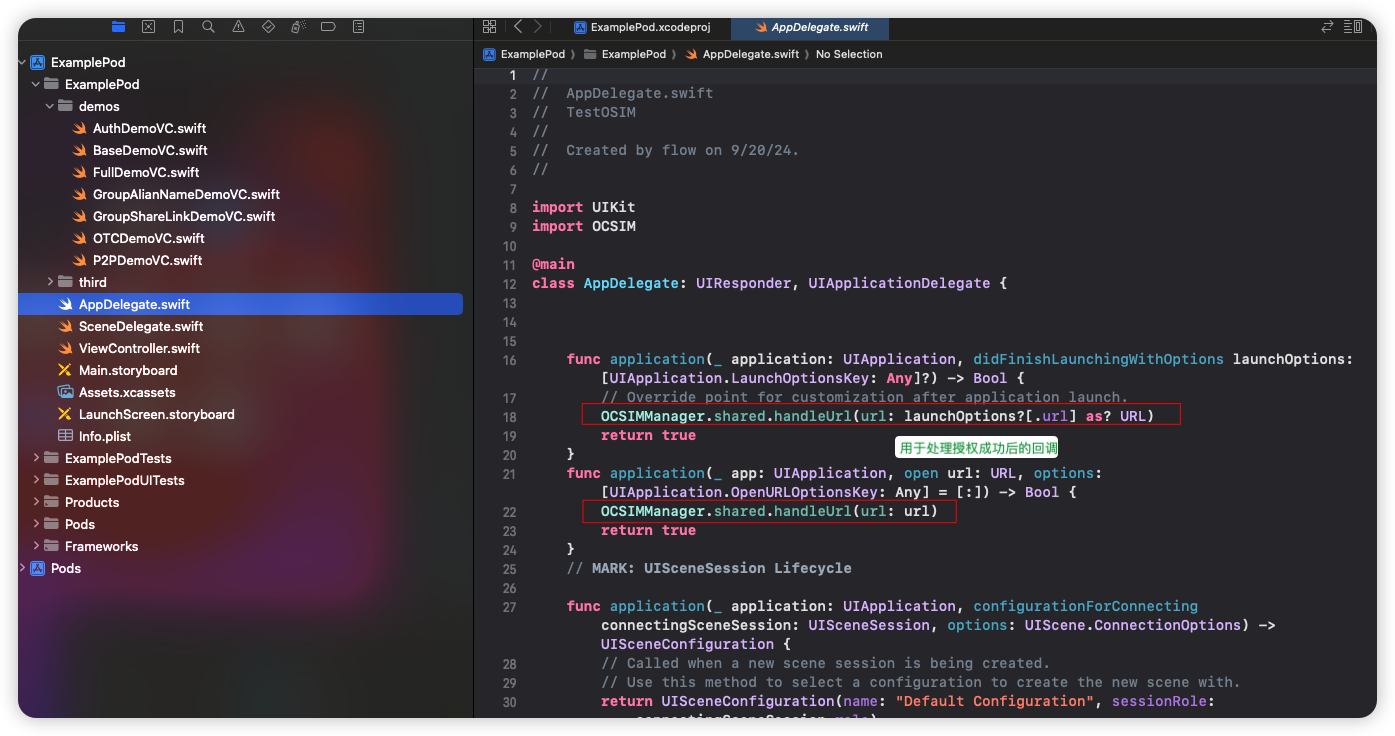 ExamplePod
ExamplePod
demos
AuthDemoVC.swift
BaseDemoVC.swift
FullDemoVC.swift
GroupAlianNameDemoVC.swift
GroupShareLinkDemoVC.swift
OTCDemoVC.swift
P2PDemoVC.swift
third
AppDelegate.swift
SceneDelegate.swift
ViewController.swift
Main.storyboard
Assets.xcassets
LaunchScreen.storyboard
Info.plist
ExamplePodTests
ExamplePodUITests
Products
Pods
Frameworks
Pods
ExamplePod.xcodeproj AppDelegate.swift
ExamplePod ⟩ ExamplePod ⟩ AppDelegate.swift ⟩ No Selection
1 //
2 //  AppDelegate.swift
3 //  TestOSIM
4 //
5 //  Created by flow on 9/20/24.
6 //
7
8 import UIKit
9 import OCSIM
10
11 @main
12 class AppDelegate: UIResponder, UIApplicationDelegate {
13
14
15
16 func application(_ application: UIApplication, didFinishLaunchingWithOptions launchOptions:
[UIApplication.LaunchOptionsKey: Any]?) -> Bool {
17 // Override point for customization after application launch.
18 OCSIMManager.shared.handleUrl(url: launchOptions?[.url] as? URL)
19 return true
用于处理授权成功后的回调
20 }
21 func application(_ app: UIApplication, open url: URL, options:
[UIApplication.OpenURLOptionsKey: Any] = [:]) -> Bool {
22 OCSIMManager.shared.handleUrl(url: url)
23 return true
24 }
25 // MARK: UISceneSession Lifecycle
26
27 func application(_ application: UIApplication, configurationForConnecting
connectingSceneSession: UISceneSession, options: UIScene.ConnectionOptions) ->
UISceneConfiguration {
28 // Called when a new scene session is being created.
29 // Use this method to select a configuration to create the new scene with.
30 return UISceneConfiguration(name: "Default Configuration", sessionRole: